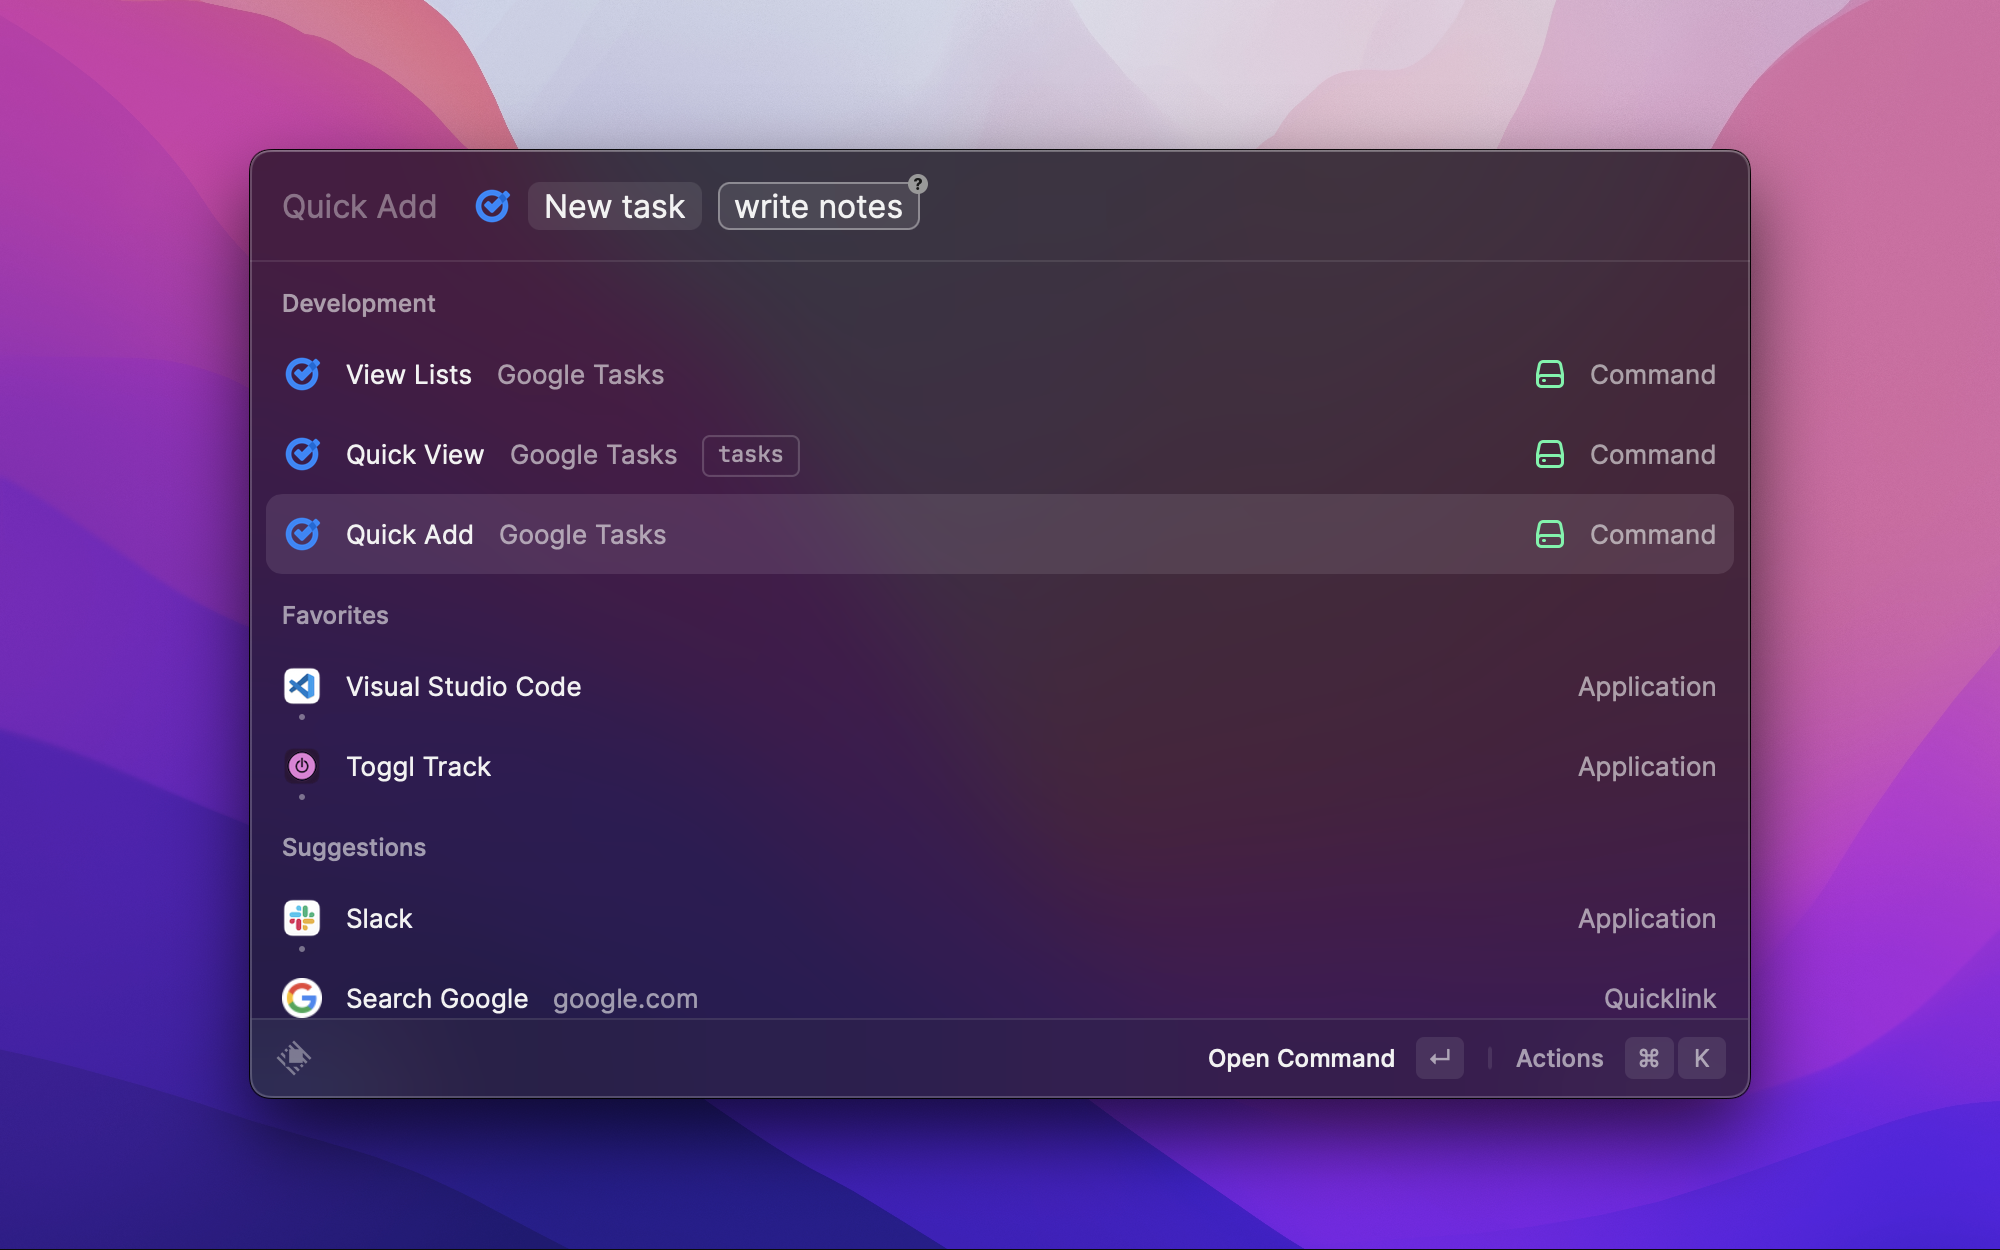 Quick Add New task write notes ?
Development
View Lists Google Tasks Command
Quick View Google Tasks tasks Command
Quick Add Google Tasks Command
Favorites
Visual Studio Code Application
Toggl Track Application
Suggestions
Slack Application
Search Google google.com Quicklink
Open Command ↵ Actions ⌘ K